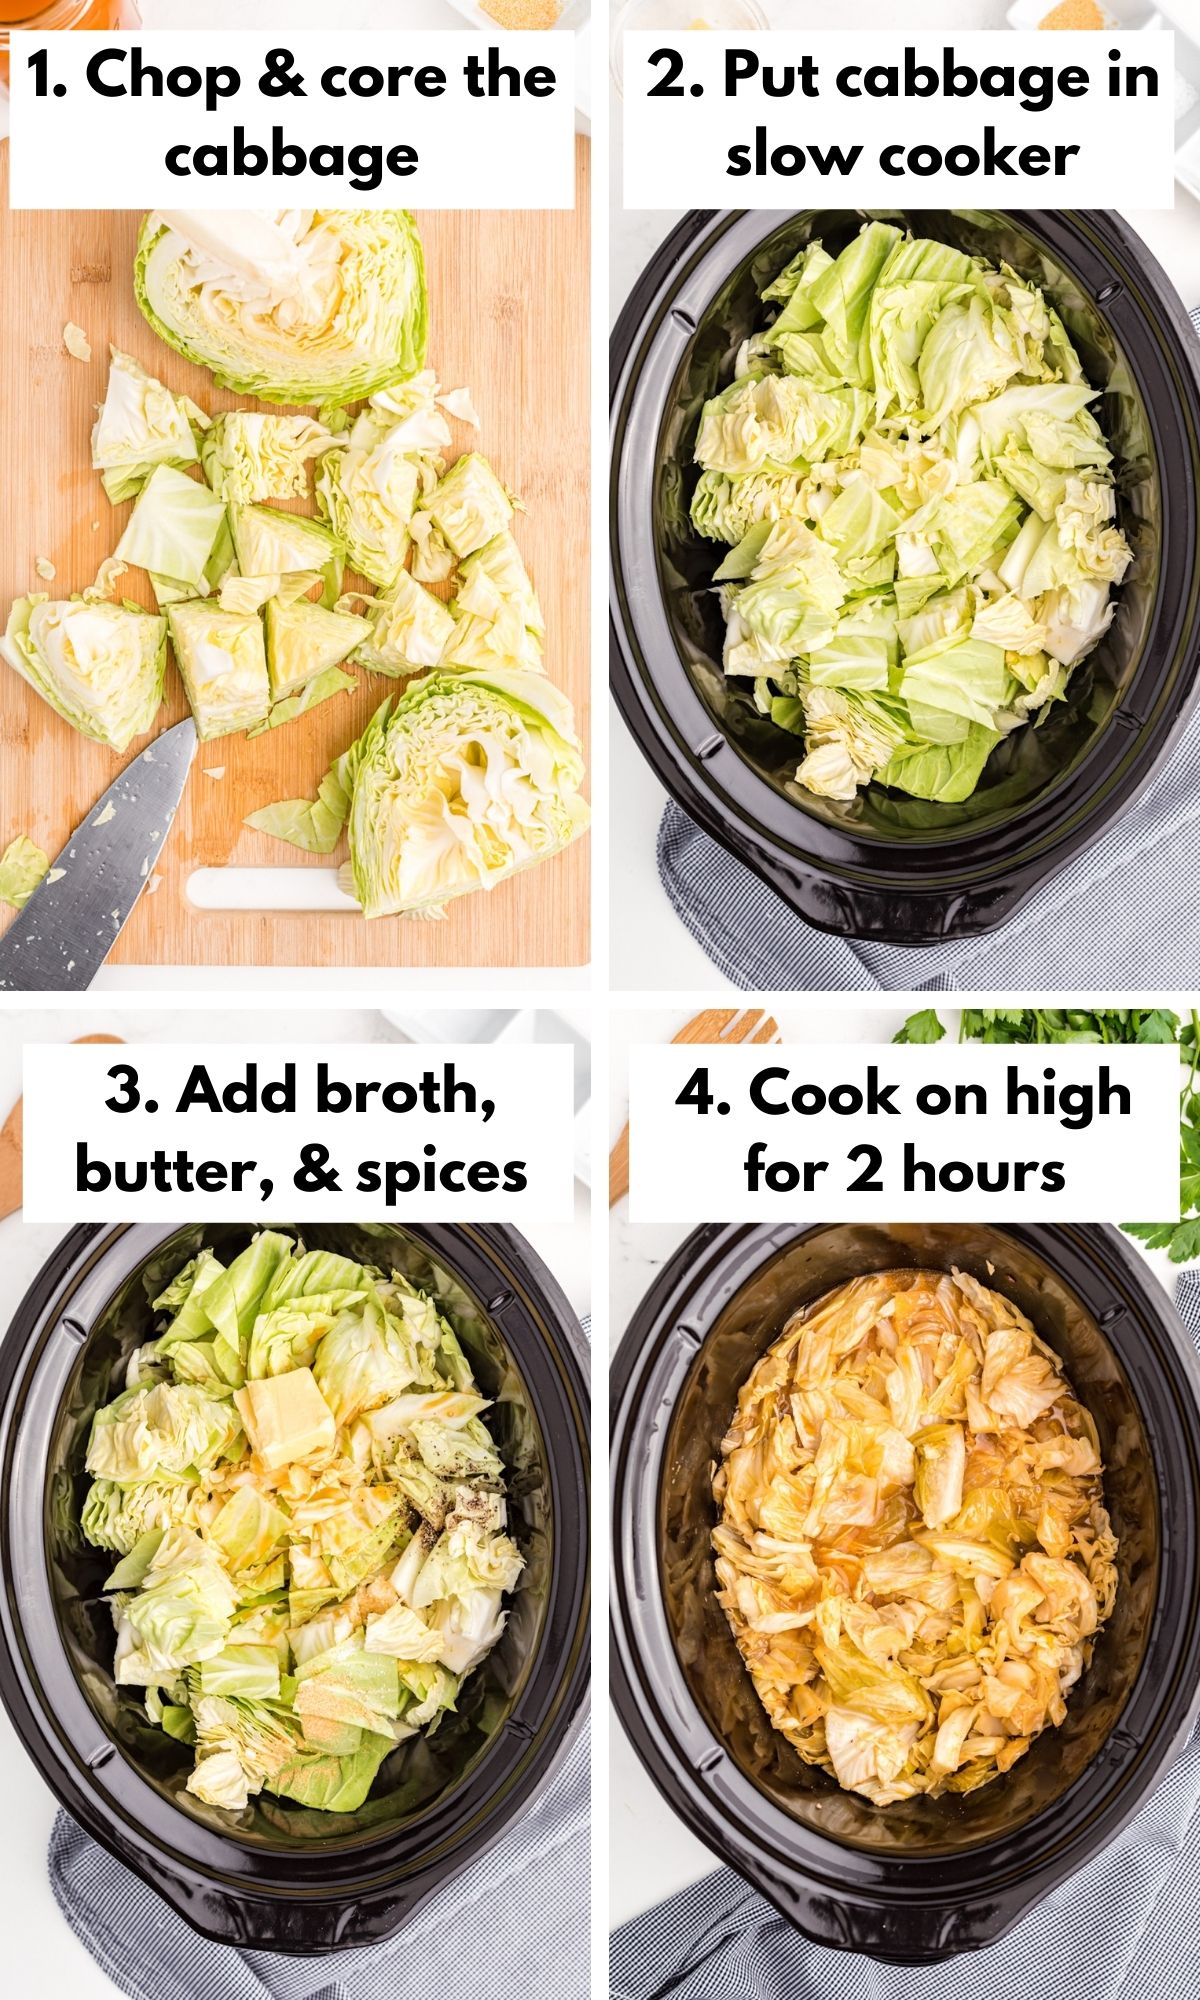 1. Chop & core the
cabbage
2. Put cabbage in
slow cooker
3. Add broth,
butter, & spices
4. Cook on high
for 2 hours